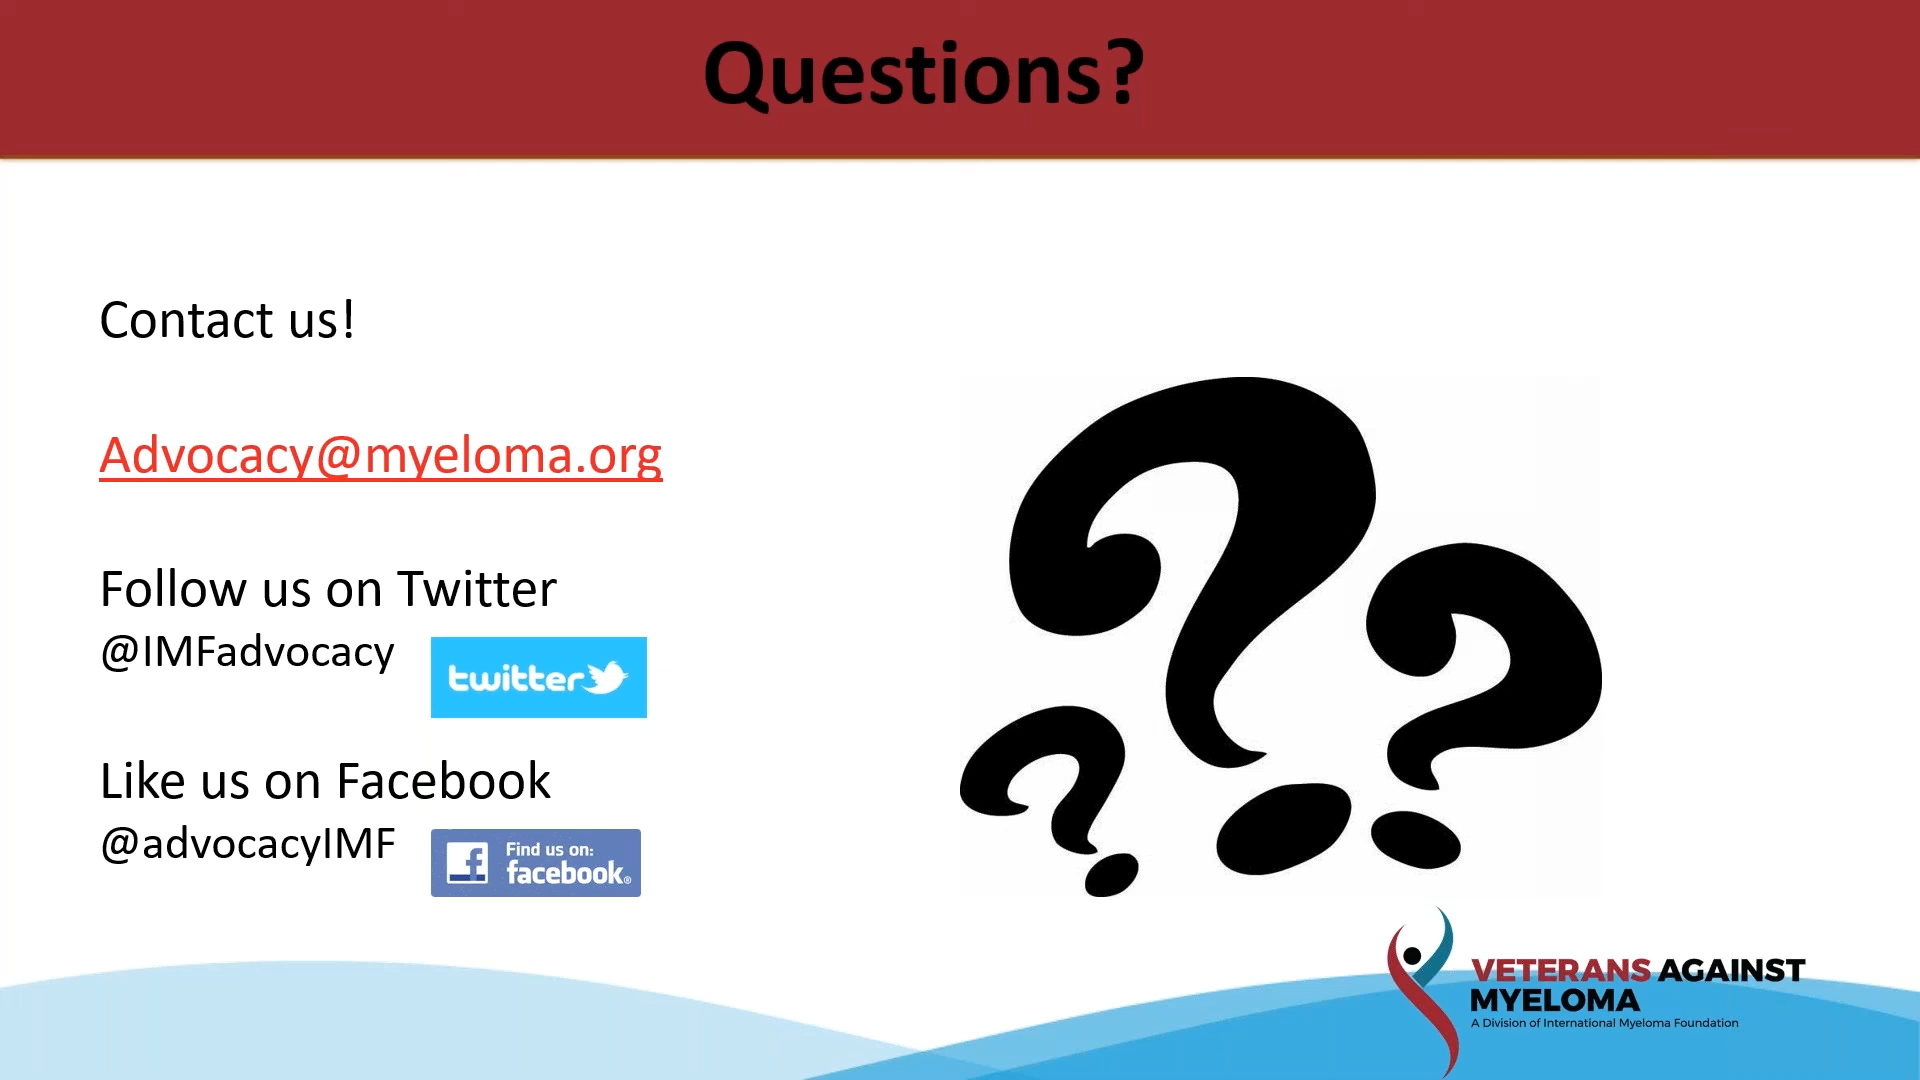 Questions?
Contact us!
Advocacy@myeloma.org
Follow us on Twitter
@IMFadvocacy
twitter
Like us on Facebook
@advocacyIMF
f
Find us on:
facebook®
VETERANS AGAINST
MYELOMA
A Division of International Myeloma Foundation